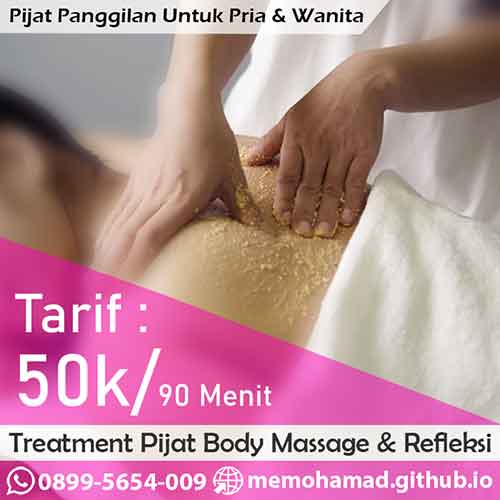 Pijat Panggilan Untuk Pria & Wanita
Tarif :
50k/90 Menit
Treatment Pijat Body Massage & Refleksi
0899-5654-009 memohamad.github.io